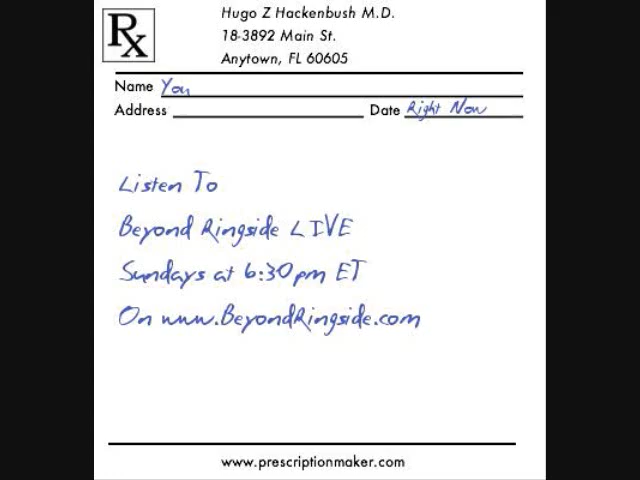 Rx
Hugo Z Hackenbush M.D.
18-3892 Main St.
Anytown, FL 60605
Name You
Address Date Right Now
Listen To
Beyond Ringside LIVE
Sundays at 6:30pm ET
On www.BeyondRingside.com
www.prescriptionmaker.com